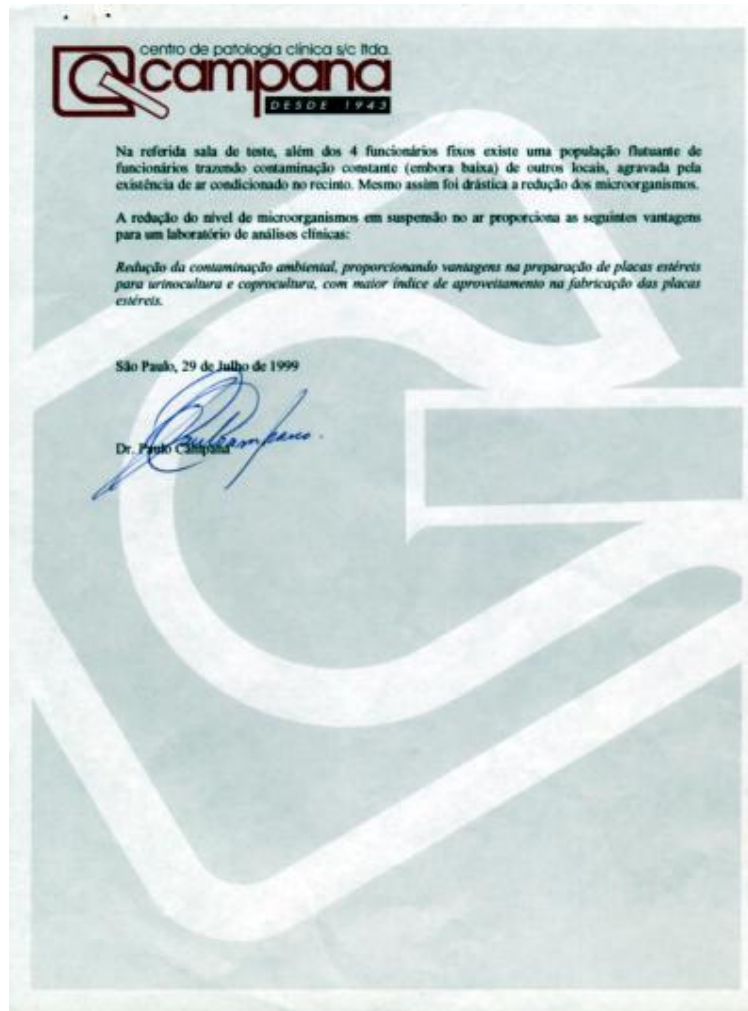 centro de patologia clínica s/c ltda.
campana
DESDE 1943
Na referida sala de teste, além dos 4 funcionários fixos existe uma população flutuante de
funcionários trazendo contaminação constante (embora baixa) de outros locais, agravada pela
existência de ar condicionado no recinto. Mesmo assim foi drástica a redução dos microorganismos.
A redução do nível de microorganismos em suspensão no ar proporciona as seguintes vantagens
para um laboratório de análises clínicas:
Redução da contaminação ambiental, proporcionando vantagens na preparação de placas estéreis
para urinocultura e coprocultura, com maior índice de aproveitamento na fabricação das placas
estéreis.
São Paulo, 29 de Julho de 1999
Dr. Paulo Campana